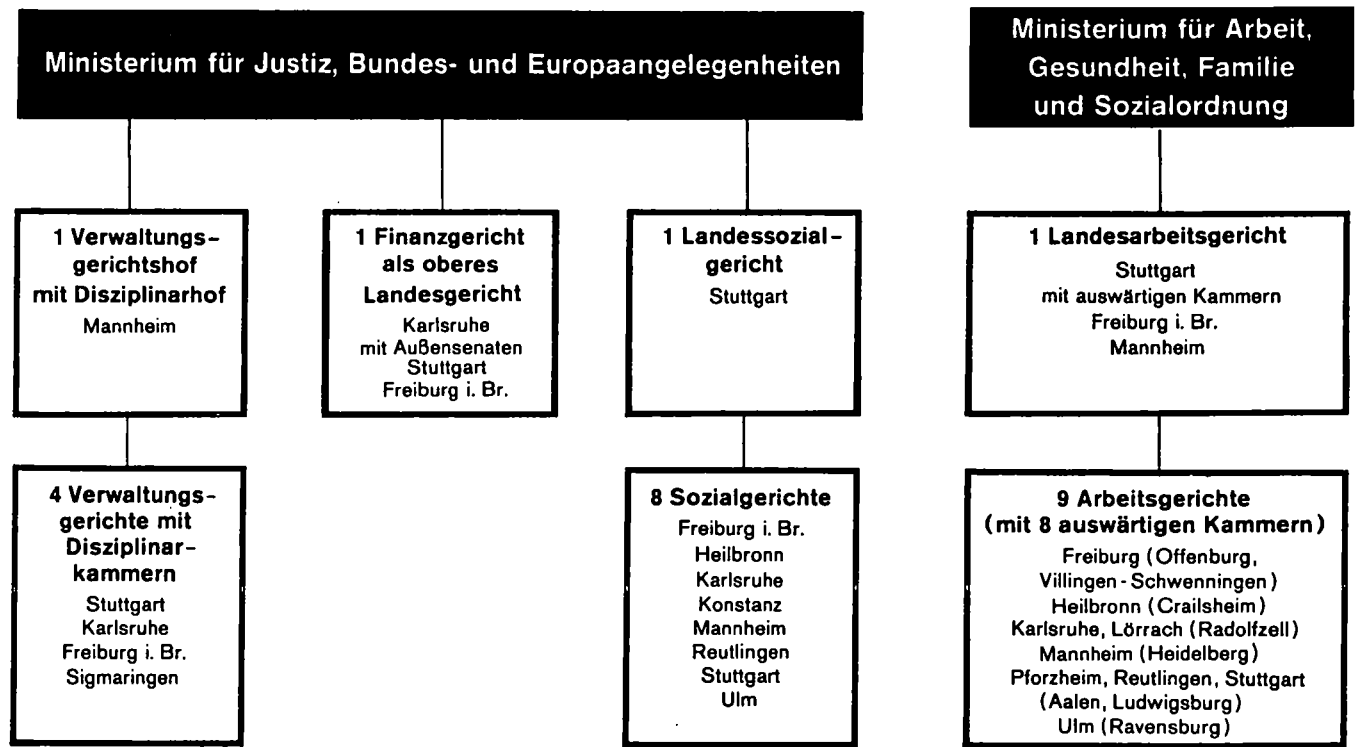 Ministerium für Justiz, Bundes- und Europaangelegenheiten
Ministerium für Arbeit,
Gesundheit, Familie
und Sozialordnung
1 Verwaltungs-
gerichtshof
mit Disziplinarhof
Mannheim
1 Finanzgericht
als oberes
Landesgericht
Karlsruhe
mit Außensenaten
Stuttgart
Freiburg i. Br.
1 Landessozial-
gericht
Stuttgart
1 Landesarbeitsgericht
Stuttgart
mit auswärtigen Kammern
Freiburg i. Br.
Mannheim
4 Verwaltungs-
gerichte mit
Disziplinar-
kammern
Stuttgart
Karlsruhe
Freiburg i. Br.
Sigmaringen
8 Sozialgerichte
Freiburg i. Br.
Heilbronn
Karlsruhe
Konstanz
Mannheim
Reutlingen
Stuttgart
Ulm
9 Arbeitsgerichte
(mit 8 auswärtigen Kammern)
Freiburg (Offenburg,
Villingen-Schwenningen)
Heilbronn (Crailsheim)
Karlsruhe, Lörrach (Radolfzell)
Mannheim (Heidelberg)
Pforzheim, Reutlingen, Stuttgart
(Aalen, Ludwigsburg)
Ulm (Ravensburg)